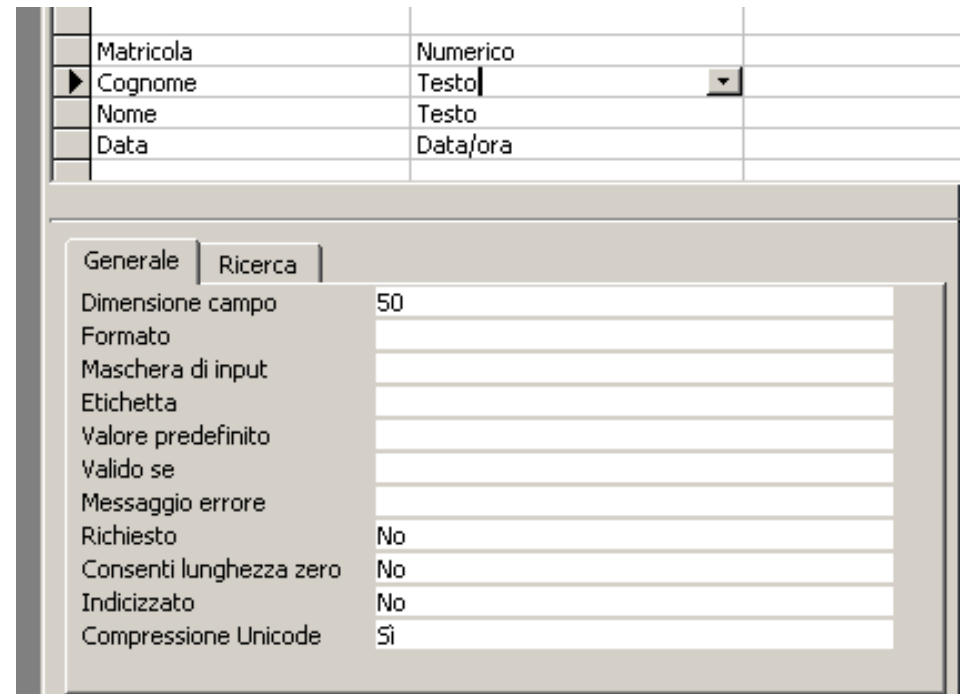 Matricola Numerico
Cognome Testo
Nome Testo
Data Data/ora
Generale Ricerca
Dimensione campo 50
Formato
Maschera di input
Etichetta
Valore predefinito
Valido se
Messaggio errore
Richiesto No
Consenti lunghezza zero No
Indicizzato No
Compressione Unicode Sì